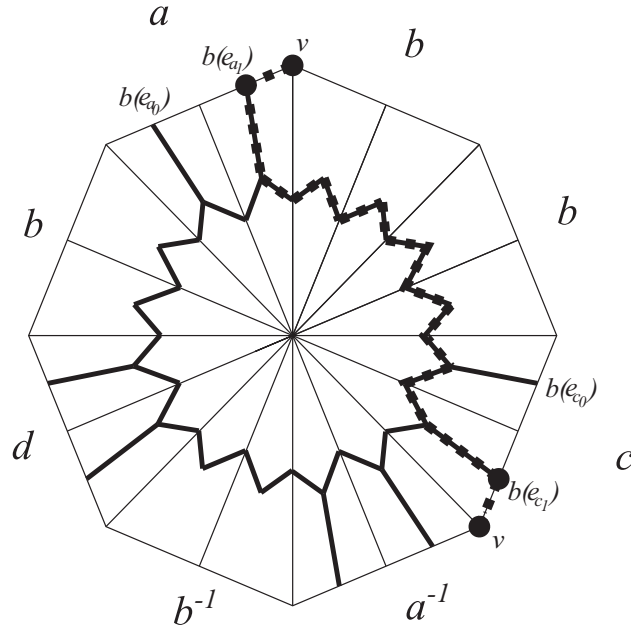 a
v
b
b(e_{a_1})
b(e_{a_0})
b
b
b(e_{c_0})
d
c
b(e_{c_1})
v
b^{-1}
a^{-1}